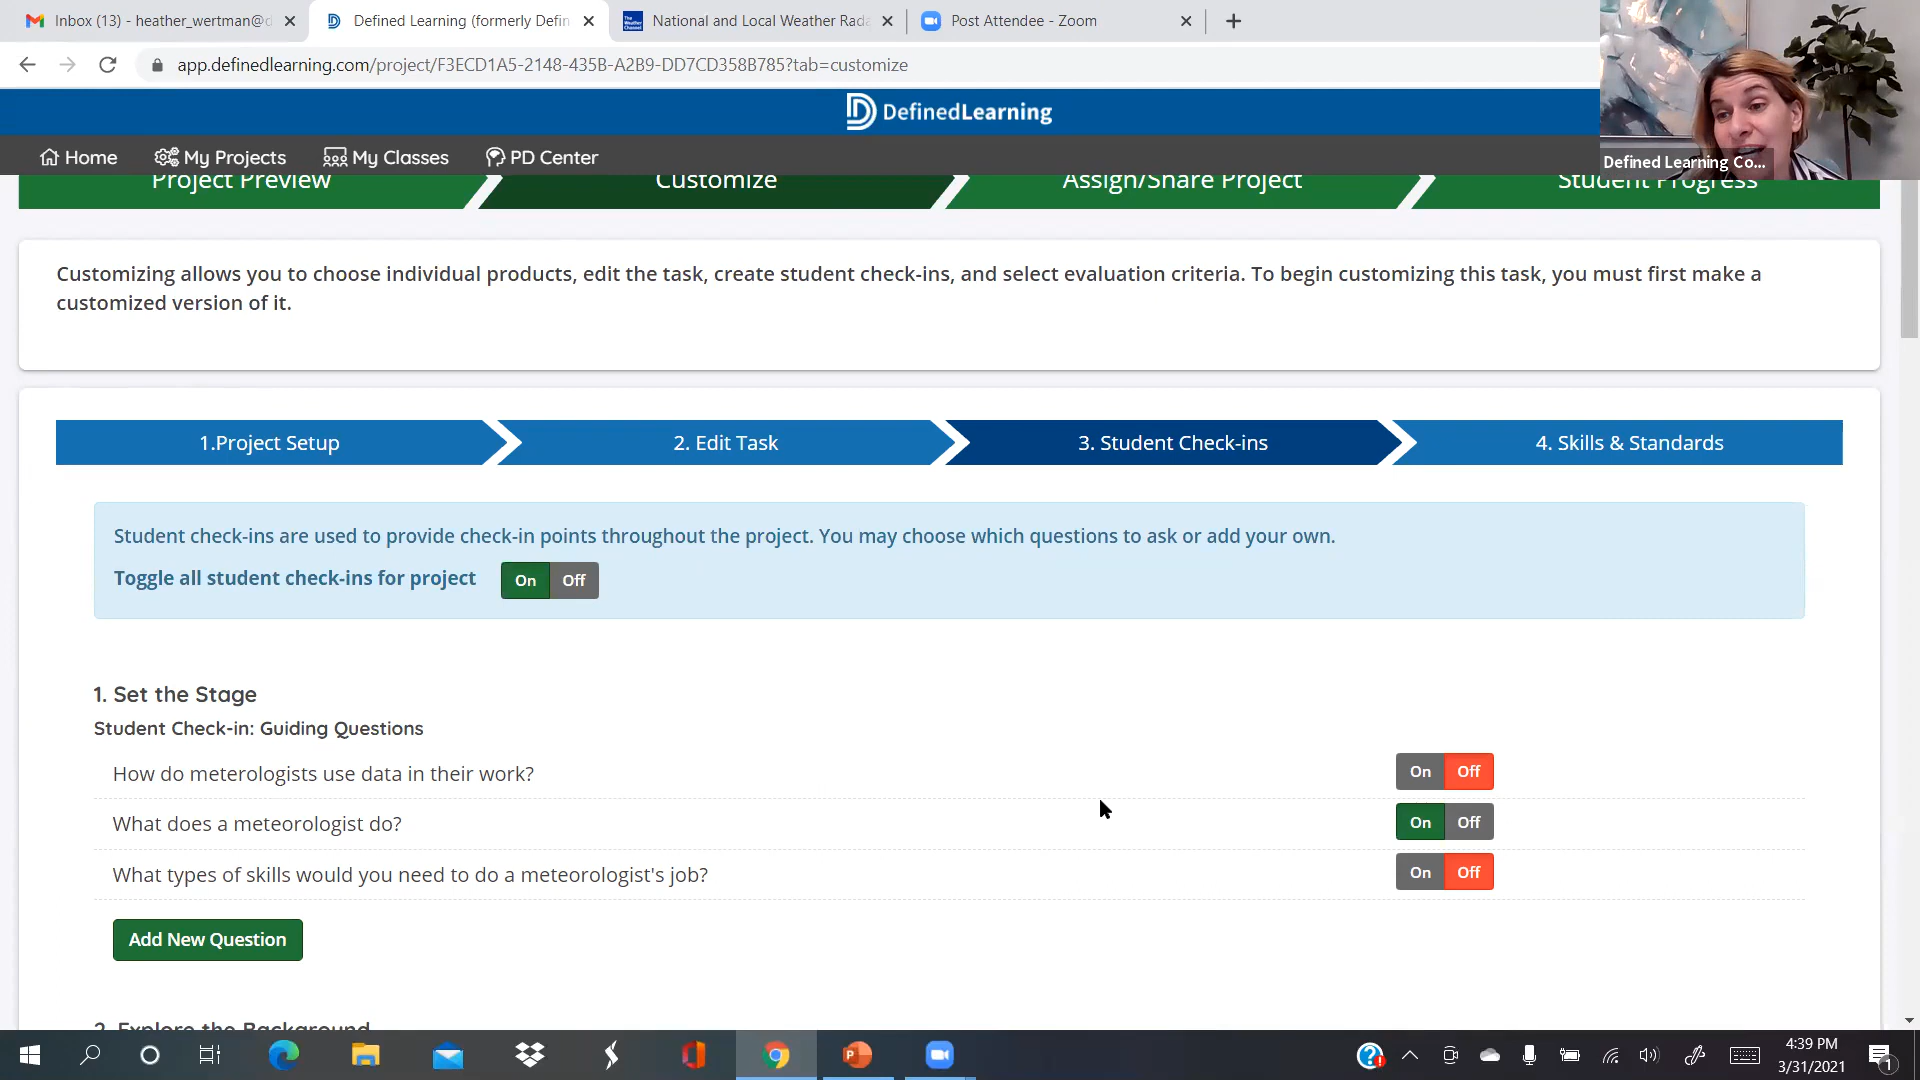 Inbox (13) - heather_wertman@d
Defined Learning (formerly Defin
National and Local Weather Rada
Post Attendee - Zoom
app.definedlearning.com/project/F3ECD1A5-2148-435B-A2B9-DD7CD358B785?tab=customize
DefinedLearning
Home
My Projects
My Classes
PD Center
Defined Learning Co...
Project Preview
Customize
Assign/Share Project
Student Progress
Customizing allows you to choose individual products, edit the task, create student check-ins, and select evaluation criteria. To begin customizing this task, you must first make a
customized version of it.
1.Project Setup
2. Edit Task
3. Student Check-ins
4. Skills & Standards
Student check-ins are used to provide check-in points throughout the project. You may choose which questions to ask or add your own.
Toggle all student check-ins for project
On Off
1. Set the Stage
Student Check-in: Guiding Questions
How do meterologists use data in their work?
On Off
What does a meteorologist do?
On Off
What types of skills would you need to do a meteorologist's job?
On Off
Add New Question
2. Explore the Background
4:39 PM
3/31/2021
1